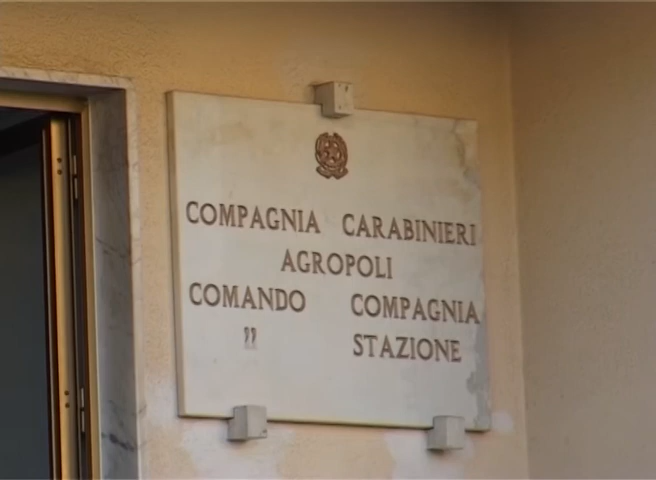 COMPAGNIA CARABINIERI
AGROPOLI
COMANDO COMPAGNIA
" STAZIONE